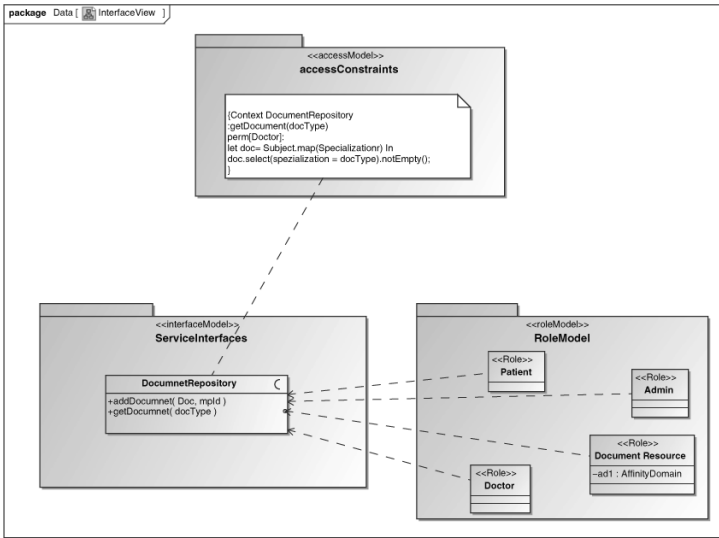 package Data [ InterfaceView ]
<<accessModel>>
accessConstraints
{Context DocumentRepository
:getDocument(docType)
perm[Doctor]:
let doc= Subject.map(Specializationr) In
doc.select(spezialization = docType).notEmpty();
}
<<interfaceModel>>
ServiceInterfaces
DocumnetRepository
+addDocumnet( Doc, mpId )
+getDocumnet( docType )
<<roleModel>>
RoleModel
<<Role>>
Patient
<<Role>>
Admin
<<Role>>
Document Resource
-ad1 : AffinityDomain
<<Role>>
Doctor